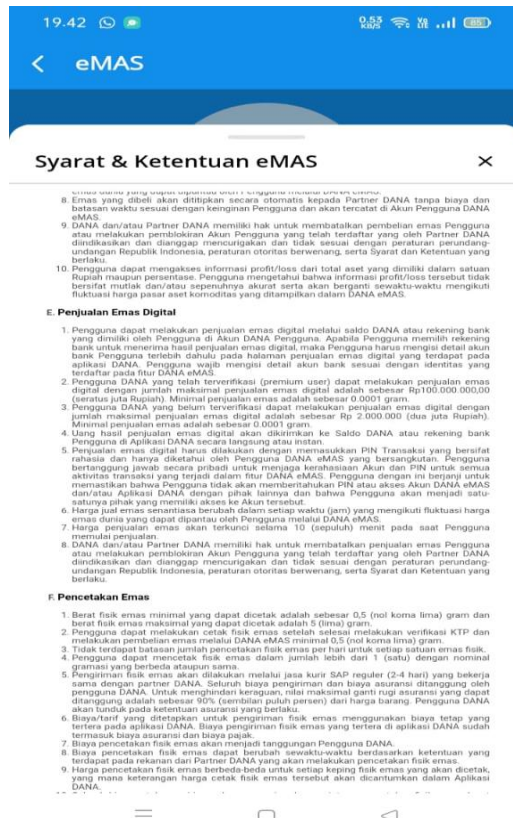 19.42
0,53 KB/S
85
eMAS
Syarat & Ketentuan eMAS
8. Emas yang dibeli akan dititipkan secara otomatis kepada Partner DANA tanpa biaya dan
batasan waktu sesuai dengan keinginan Pengguna dan akan tercatat di Akun Pengguna DANA
eMAS.
9. DANA dan/atau Partner DANA memiliki hak untuk membatalkan pembelian emas Pengguna
atau melakukan pemblokiran Akun Pengguna yang telah terdaftar yang oleh Partner DANA
diindikasikan dan dianggap mencurigakan dan tidak sesuai dengan peraturan perundang-
undangan Republik Indonesia, peraturan otoritas berwenang, serta Syarat dan Ketentuan yang
berlaku.
10. Pengguna dapat mengakses informasi profit/loss dari total aset yang dimiliki dalam satuan
Rupiah maupun persentase. Pengguna mengetahui bahwa informasi profit/loss tersebut tidak
bersifat mutlak dan/atau sepenuhnya akurat serta akan berganti sewaktu-waktu mengikuti
fluktuasi harga pasar aset komoditas yang ditampilkan dalam DANA eMAS.
E. Penjualan Emas Digital
1. Pengguna dapat melakukan penjualan emas digital melalui saldo DANA atau rekening bank
yang dimiliki oleh Pengguna di Akun DANA Pengguna. Apabila Pengguna memilih rekening
bank untuk menerima hasil penjualan emas digital, maka Pengguna harus mengisi detail akun
bank Pengguna terlebih dahulu pada halaman penjualan emas digital yang terdapat pada
aplikasi DANA. Pengguna wajib mengisi detail akun bank sesuai dengan identitas yang
terdaftar pada fitur DANA eMAS.
2. Pengguna DANA yang telah terverifikasi (premium user) dapat melakukan penjualan emas
digital dengan jumlah maksimal penjualan emas digital adalah sebesar Rp100.000.000,00
(seratus juta Rupiah). Minimal penjualan emas adalah sebesar 0.0001 gram.
3. Pengguna DANA yang belum terverifikasi dapat melakukan penjualan emas digital dengan
jumlah maksimal penjualan emas digital adalah sebesar Rp 2.000.000 (dua juta Rupiah).
Minimal penjualan emas adalah sebesar 0.0001 gram.
4. Uang hasil penjualan emas digital akan dikirimkan ke Saldo DANA atau rekening bank
Pengguna di Aplikasi DANA secara langsung atau instan.
5. Penjualan emas digital harus dilakukan dengan memasukkan PIN Transaksi yang bersifat
rahasia dan hanya diketahui oleh Pengguna DANA eMAS yang bersangkutan. Pengguna
bertanggung jawab secara pribadi untuk menjaga kerahasiaan Akun dan PIN untuk semua
aktivitas transaksi yang terjadi dalam fitur DANA eMAS. Pengguna dengan ini berjanji untuk
memastikan bahwa Pengguna tidak akan memberitahukan PIN atau akses Akun DANA eMAS
dan/atau Aplikasi DANA dengan pihak lainnya dan bahwa Pengguna akan menjadi satu-
satunya pihak yang memiliki akses ke Akun tersebut.
6. Harga jual emas senantiasa berubah dalam setiap waktu (jam) yang mengikuti fluktuasi harga
emas dunia yang dapat dipantau oleh Pengguna melalui DANA eMAS.
7. Harga penjualan emas akan terkunci selama 10 (sepuluh) menit pada saat Pengguna
memulai penjualan.
8. DANA dan/atau Partner DANA memiliki hak untuk membatalkan penjualan emas Pengguna
atau melakukan pemblokiran Akun Pengguna yang telah terdaftar yang oleh Partner DANA
diindikasikan dan dianggap mencurigakan dan tidak sesuai dengan peraturan perundang-
undangan Republik Indonesia, peraturan otoritas berwenang, serta Syarat dan Ketentuan yang
berlaku.
F. Pencetakan Emas
1. Berat fisik emas minimal yang dapat dicetak adalah sebesar 0,5 (nol koma lima) gram dan
berat fisik emas maksimal yang dapat dicetak adalah 5 (lima) gram.
2. Pengguna dapat melakukan cetak fisik emas setelah selesai melakukan verifikasi KTP dan
melakukan pembelian emas melalui DANA eMAS minimal 0,5 (nol koma lima) gram.
3. Tidak terdapat batasan jumlah pencetakan fisik emas per hari untuk setiap satuan emas fisik.
4. Pengguna dapat mencetak fisik emas dalam jumlah lebih dari 1 (satu) dengan nominal
gramasi yang berbeda ataupun sama.
5. Pengiriman fisik emas akan dilakukan melalui jasa kurir SAP reguler (2-4 hari) yang bekerja
sama dengan partner DANA. Seluruh biaya pengiriman dan biaya asuransi ditanggung oleh
pengguna DANA. Untuk menghindari keraguan, nilai maksimal ganti rugi asuransi yang dapat
ditanggung adalah sebesar 90% (sembilan puluh persen) dari harga barang. Pengguna DANA
akan tunduk pada ketentuan asuransi yang berlaku.
6. Biaya/tarif yang ditetapkan untuk pengiriman fisik emas menggunakan biaya tetap yang
tertera pada aplikasi DANA. Biaya pengiriman fisik emas yang tertera di aplikasi DANA sudah
termasuk biaya asuransi dan biaya pajak.
7. Biaya pencetakan fisik emas akan menjadi tanggungan Pengguna DANA.
8. Biaya pencetakan fisik emas dapat berubah sewaktu-waktu berdasarkan ketentuan yang
terdapat pada rekanan dari Partner DANA yang akan melakukan pencetakan fisik emas.
9. Harga pencetakan fisik emas berbeda-beda untuk setiap keping fisik emas yang akan dicetak,
yang mana keterangan harga cetak fisik emas tersebut akan dicantumkan dalam Aplikasi
DANA.